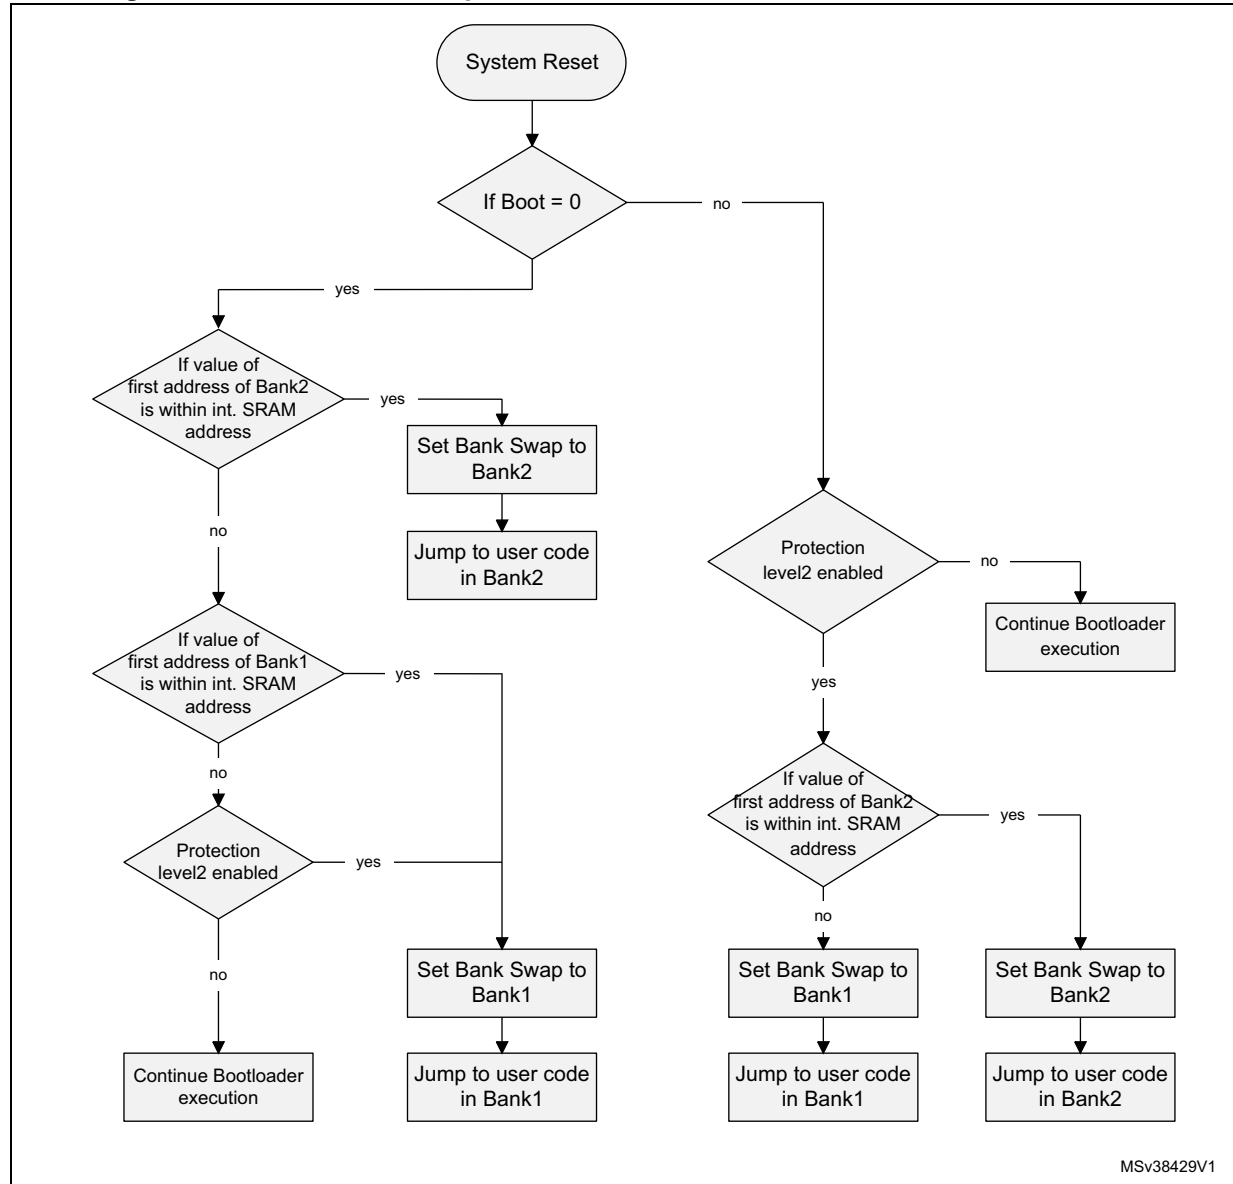 System Reset
If Boot = 0
no
yes
If value of
first address of Bank2
is within int. SRAM
address
yes
Set Bank Swap to
Bank2
no
Jump to user code
in Bank2
Protection
level2 enabled
no
Continue Bootloader
execution
If value of
first address of Bank1
is within int. SRAM
address
yes
yes
no
If value of
first address of Bank2
is within int. SRAM
address
yes
Protection
level2 enabled
yes
no
no
Set Bank Swap to
Bank1
Set Bank Swap to
Bank1
Set Bank Swap to
Bank2
Continue Bootloader
execution
Jump to user code
in Bank1
Jump to user code
in Bank1
Jump to user code
in Bank2
MSv38429V1